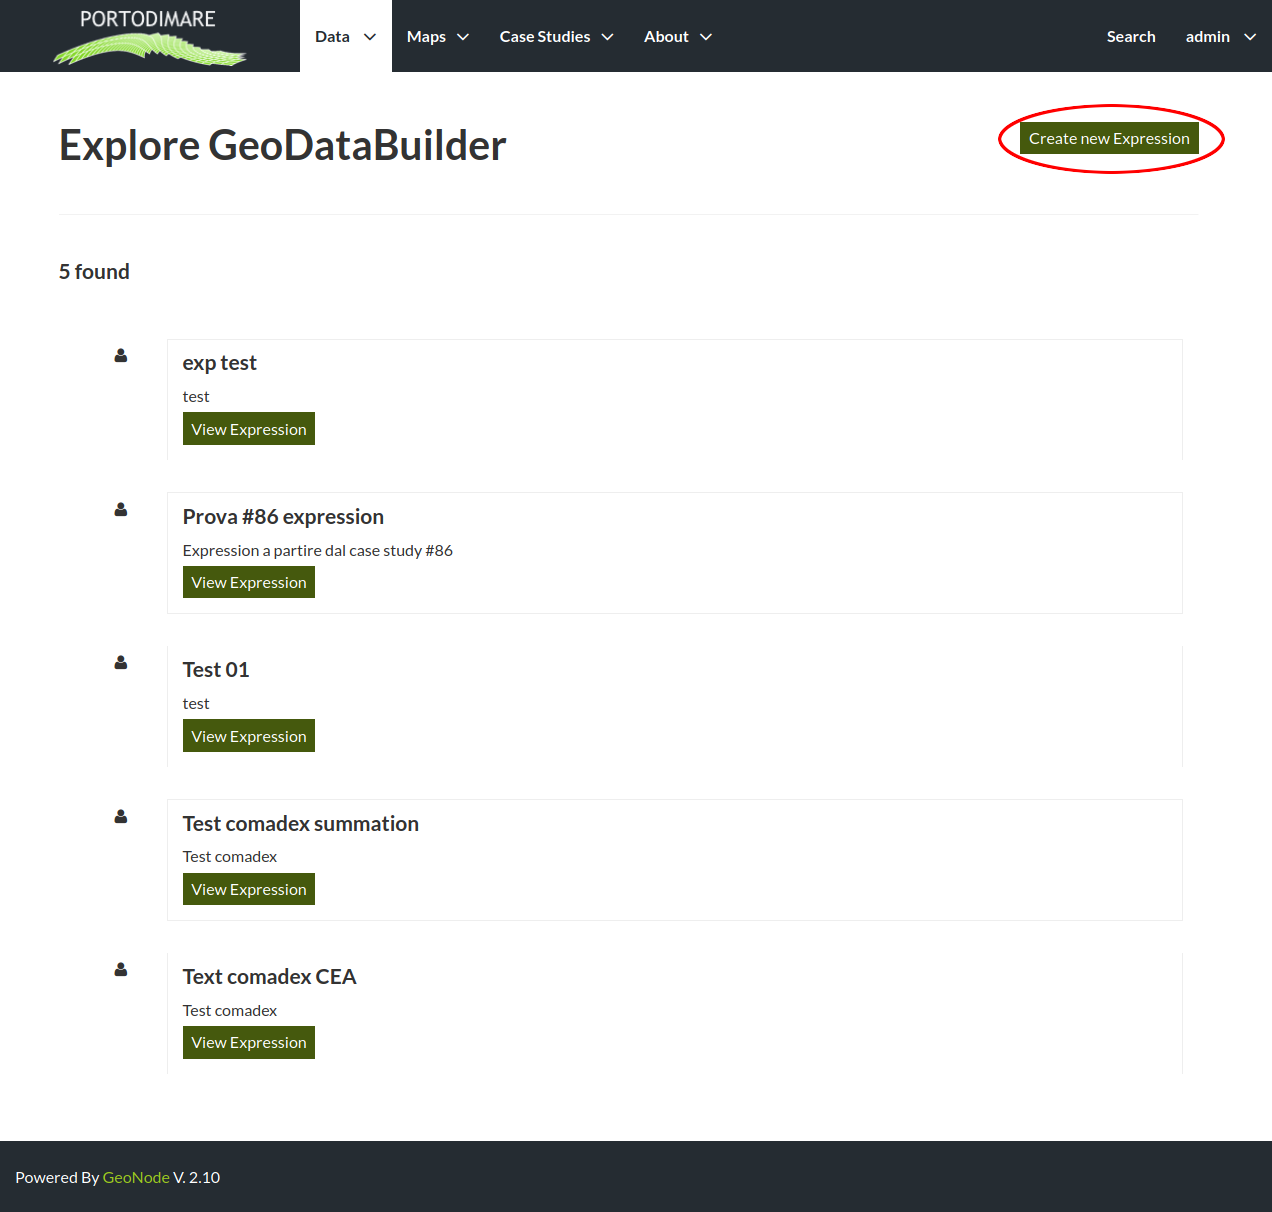 PORTODIMARE
Data Maps Case Studies About Search admin
Explore GeoDataBuilder
Create new Expression
5 found
exp test
test
View Expression
Prova #86 expression
Expression a partire dal case study #86
View Expression
Test 01
test
View Expression
Test comadex summation
Test comadex
View Expression
Text comadex CEA
Test comadex
View Expression
Powered By GeoNode V. 2.10